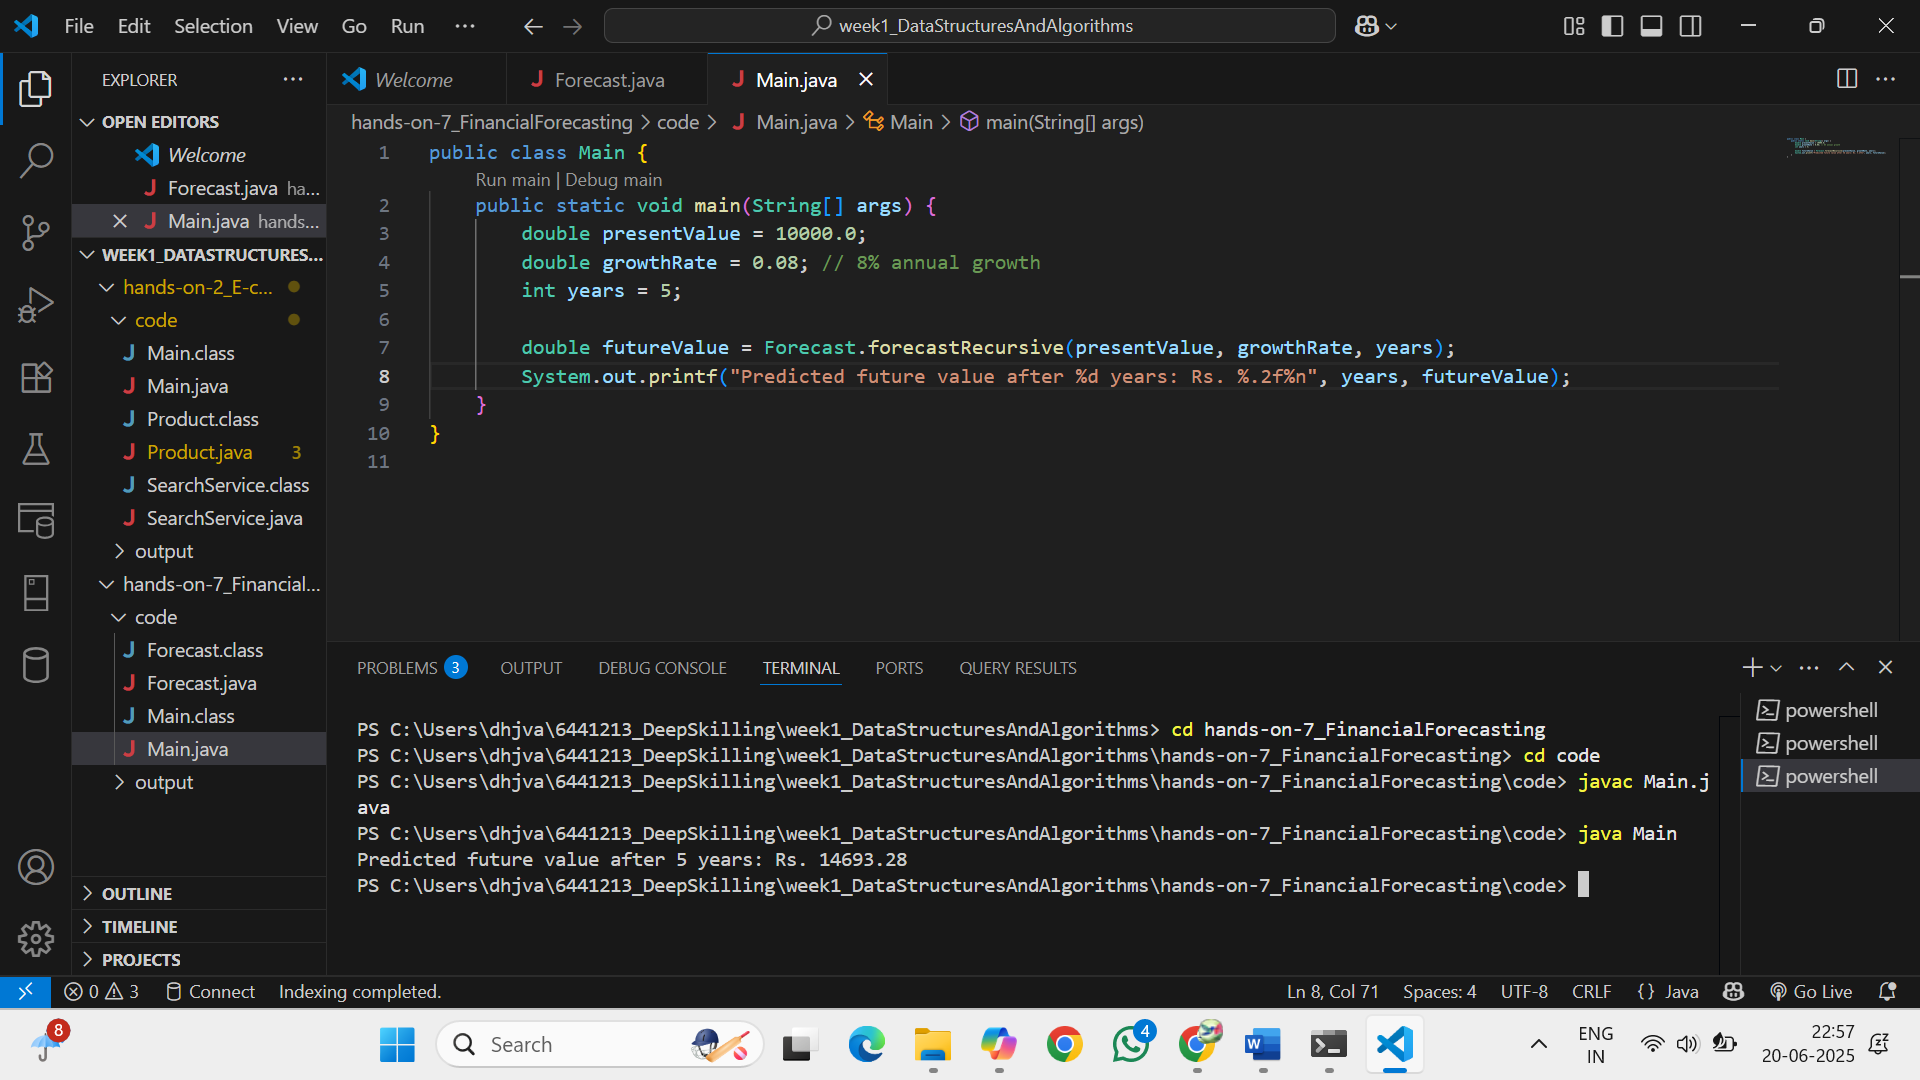 File Edit Selection View Go Run ... week1_DataStructuresAndAlgorithms
EXPLORER ...
OPEN EDITORS
Welcome
Forecast.java ha...
Main.java hands...
WEEK1_DATASTRUCTURES...
hands-on-2_E-c...
code
Main.class
Main.java
Product.class
Product.java 3
SearchService.class
SearchService.java
output
hands-on-7_Financial...
code
Forecast.class
Forecast.java
Main.class
Main.java
output
OUTLINE
TIMELINE
PROJECTS
Welcome Forecast.java Main.java
hands-on-7_FinancialForecasting > code > Main.java > Main > main(String[] args)
1 public class Main {
Run main | Debug main
2 public static void main(String[] args) {
3 double presentValue = 10000.0;
4 double growthRate = 0.08; // 8% annual growth
5 int years = 5;
6
7 double futureValue = Forecast.forecastRecursive(presentValue, growthRate, years);
8 System.out.printf("Predicted future value after %d years: Rs. %.2f%n", years, futureValue);
9 }
10 }
11
PROBLEMS 3 OUTPUT DEBUG CONSOLE TERMINAL PORTS QUERY RESULTS
PS C:\Users\dhjva\6441213_DeepSkilling\week1_DataStructuresAndAlgorithms> cd hands-on-7_FinancialForecasting
PS C:\Users\dhjva\6441213_DeepSkilling\week1_DataStructuresAndAlgorithms\hands-on-7_FinancialForecasting> cd code
PS C:\Users\dhjva\6441213_DeepSkilling\week1_DataStructuresAndAlgorithms\hands-on-7_FinancialForecasting\code> javac Main.j
ava
PS C:\Users\dhjva\6441213_DeepSkilling\week1_DataStructuresAndAlgorithms\hands-on-7_FinancialForecasting\code> java Main
Predicted future value after 5 years: Rs. 14693.28
PS C:\Users\dhjva\6441213_DeepSkilling\week1_DataStructuresAndAlgorithms\hands-on-7_FinancialForecasting\code>
powershell
powershell
powershell
0 3 Connect Indexing completed. Ln 8, Col 71 Spaces: 4 UTF-8 CRLF {} Java Go Live
8 Search 4 ENG 22:57
IN 20-06-2025